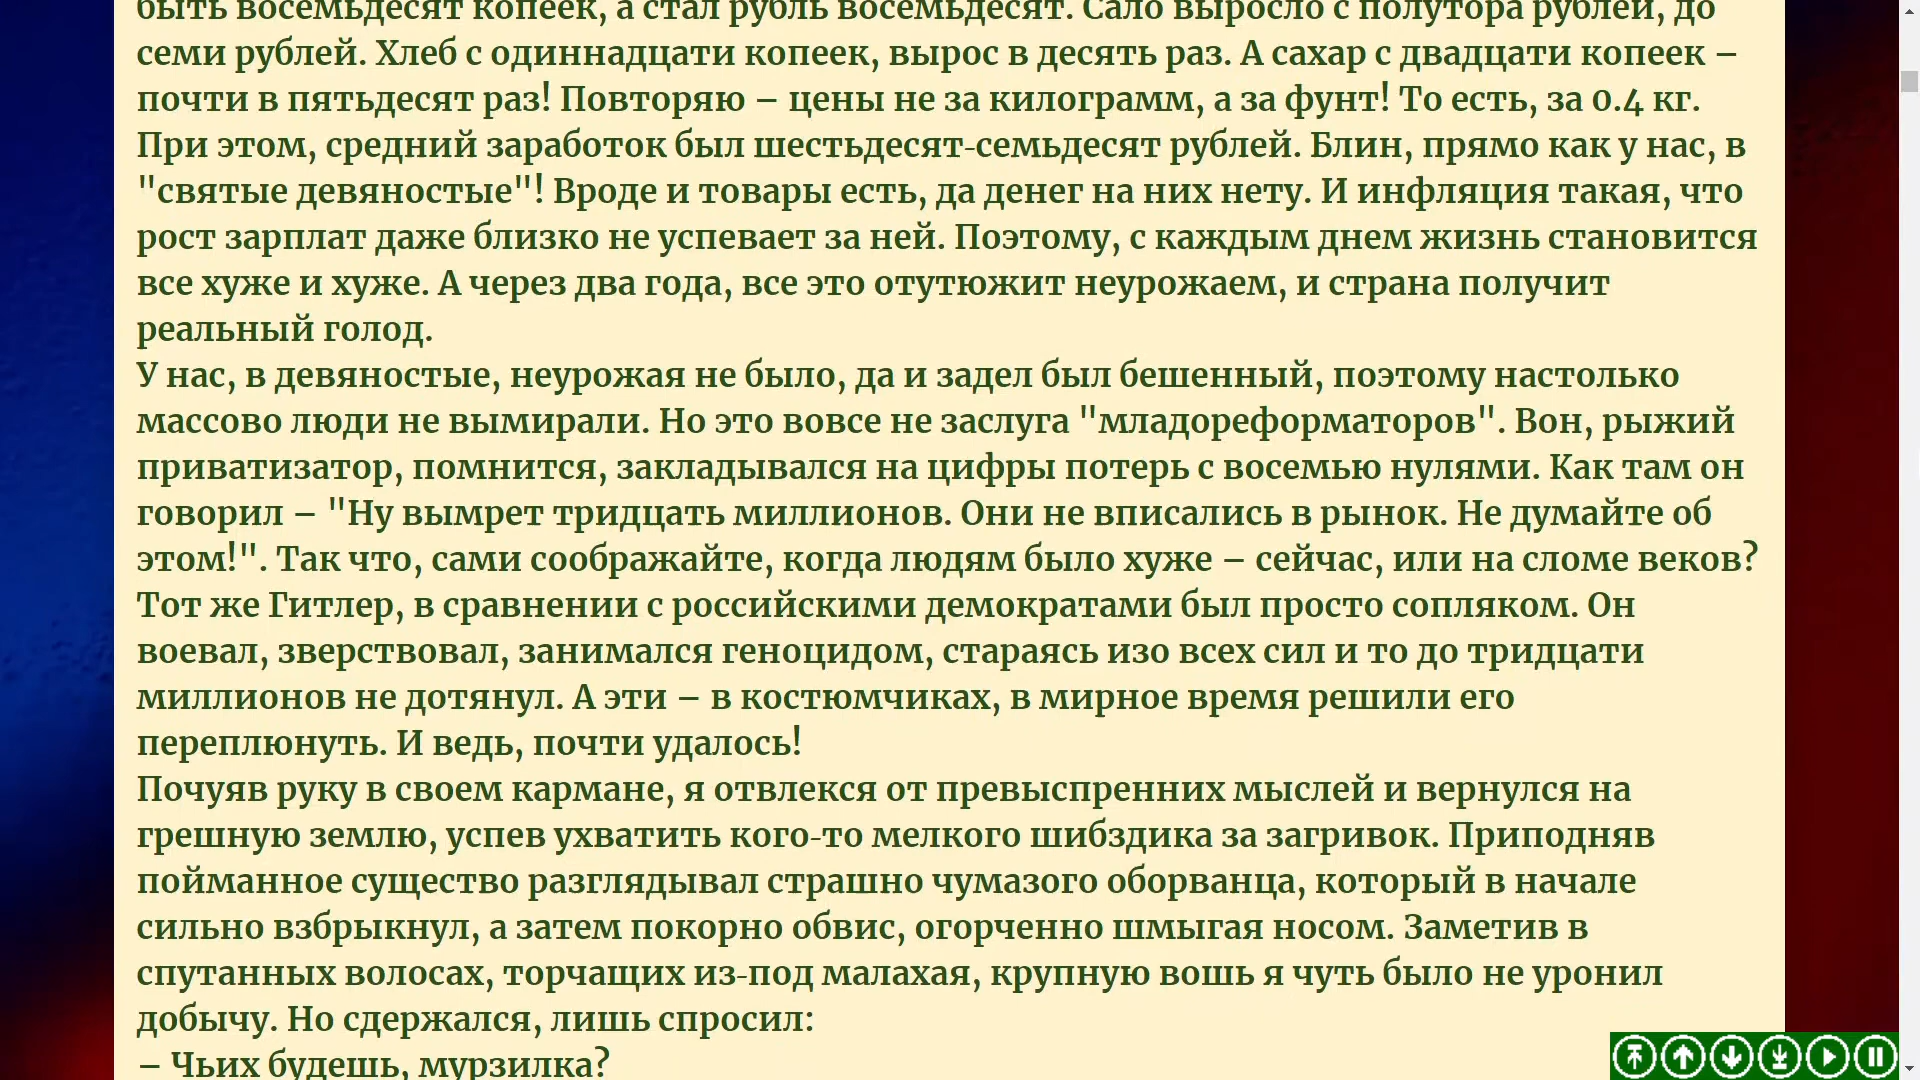 быть восемьдесят копеек, а стал рубль восемьдесят. Сало выросло с полутора рублей, до
семи рублей. Хлеб с одиннадцати копеек, вырос в десять раз. А сахар с двадцати копеек –
почти в пятьдесят раз! Повторяю – цены не за килограмм, а за фунт! То есть, за 0.4 кг.
При этом, средний заработок был шестьдесят-семьдесят рублей. Блин, прямо как у нас, в
"святые девяностые"! Вроде и товары есть, да денег на них нету. И инфляция такая, что
рост зарплат даже близко не успевает за ней. Поэтому, с каждым днем жизнь становится
все хуже и хуже. А через два года, все это отутюжит неурожаем, и страна получит
реальный голод.
У нас, в девяностые, неурожая не было, да и задел был бешенный, поэтому настолько
массово люди не вымирали. Но это вовсе не заслуга "младореформаторов". Вон, рыжий
приватизатор, помнится, закладывался на цифры потерь с восемью нулями. Как там он
говорил – "Ну вымрет тридцать миллионов. Они не вписались в рынок. Не думайте об
этом!". Так что, сами соображайте, когда людям было хуже – сейчас, или на сломе веков?
Тот же Гитлер, в сравнении с российскими демократами был просто сопляком. Он
воевал, зверствовал, занимался геноцидом, стараясь изо всех сил и то до тридцати
миллионов не дотянул. А эти – в костюмчиках, в мирное время решили его
переплюнуть. И ведь, почти удалось!
Почуяв руку в своем кармане, я отвлекся от превыспренних мыслей и вернулся на
грешную землю, успев ухватить кого-то мелкого шибздика за загривок. Приподняв
пойманное существо разглядывал страшно чумазого оборванца, который в начале
сильно взбрыкнул, а затем покорно обвис, огорченно шмыгая носом. Заметив в
спутанных волосах, торчащих из-под малахая, крупную вошь я чуть было не уронил
добычу. Но сдержался, лишь спросил:
– Чьих будешь, мурзилка?